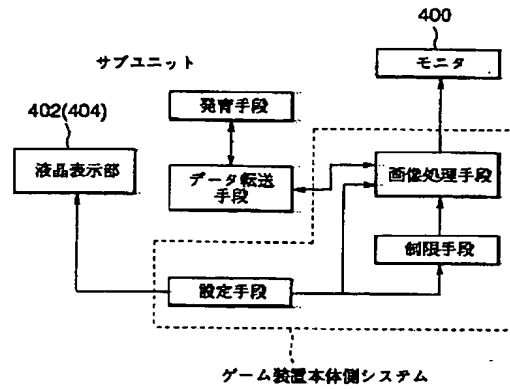 400
サブユニット
モニタ
402(404)
発育手段
液晶表示部
データ転送
手段
画像処理手段
制限手段
設定手段
ゲーム装置本体側システム